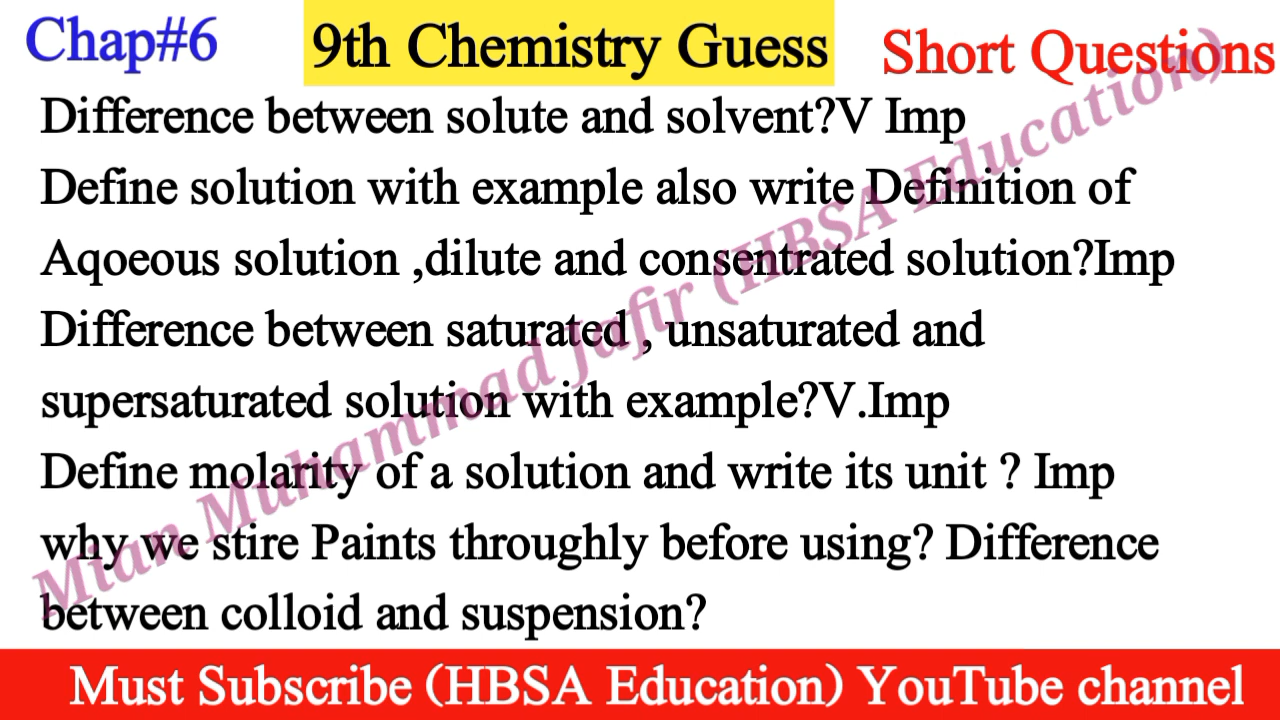 Chap#6 9th Chemistry Guess Short Questions
Difference between solute and solvent?V Imp
Define solution with example also write Definition of
Aqoeous solution ,dilute and consentrated solution?Imp
Difference between saturated , unsaturated and
supersaturated solution with example?V.Imp
Define molarity of a solution and write its unit ? Imp
why we stire Paints throughly before using? Difference
between colloid and suspension?
Mian Muhammad Jafir (HBSA Education)
Must Subscribe (HBSA Education) YouTube channel